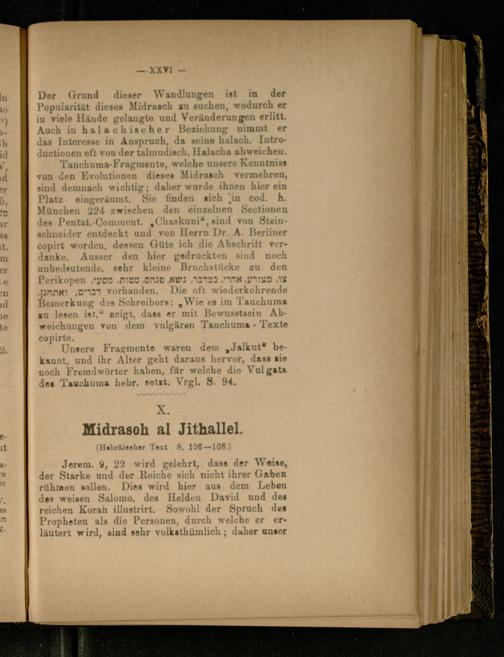 — XXVI —
Der Grund dieser Wandlungen ist in der
Popularität dieses Midrasch zu suchen, wodurch er
in viele Hände gelangte und Veränderungen erlitt.
Auch in halachischer Beziehung nimmt er
das Interesse in Anspruch, da seine halach. Intro-
ductionen oft von der talmudisch. Halacha abweichen.
Tanchuma-Fragmente, welche unsere Kenntniss
von den Evolutionen dieses Midrasch vermehren,
sind demnach wichtig; daher wurde ihnen hier ein
Platz eingeräumt. Sie finden sich in cod. h.
München 224 zwischen den einzelnen Sectionen
des Pentat.-Comment. „Chaskuni“, sind von Stein-
schneider entdeckt und von Herrn Dr. A. Berliner
copirt worden, dessen Güte ich die Abschrift ver-
danke. Ausser den hier gedruckten sind noch
unbedeutende, sehr kleine Bruchstücke zu den
Perikopen צו, מצורע, אחרי, במדבר, נשא, פנחס, מטות, מסעי,
דברים, ואתחנן, vorhanden. Die oft wiederkehrende
Bemerkung des Schreibers: „Wie es im Tauchuma
zu lesen ist,“ zeigt, dass er mit Bewusstsein Ab-
weichungen von dem vulgären Tauchuma-Texte
copirte.
Unsere Fragmente waren dem „Jalkut“ be-
kannt, und ihr Alter geht daraus hervor, dass sie
noch Fremdwörter haben, für welche die Vulgata
des Tauchuma hebr. setzt. Vrgl. S. 94.
X.
Midrasch al Jithallel.
(Hebräischer Text S. 106—108.)
Jerem. 9, 22 wird gelehrt, dass der Weise,
der Starke und der Reiche sich nicht ihrer Gaben
rühmen sollen. Dies wird hier aus dem Leben
des weisen Salomo, des Helden David und des
reichen Korah illustrirt. Sowohl der Spruch des
Propheten als die Personen, durch welche er er-
läutert wird, sind sehr volksthümlich; daher unser